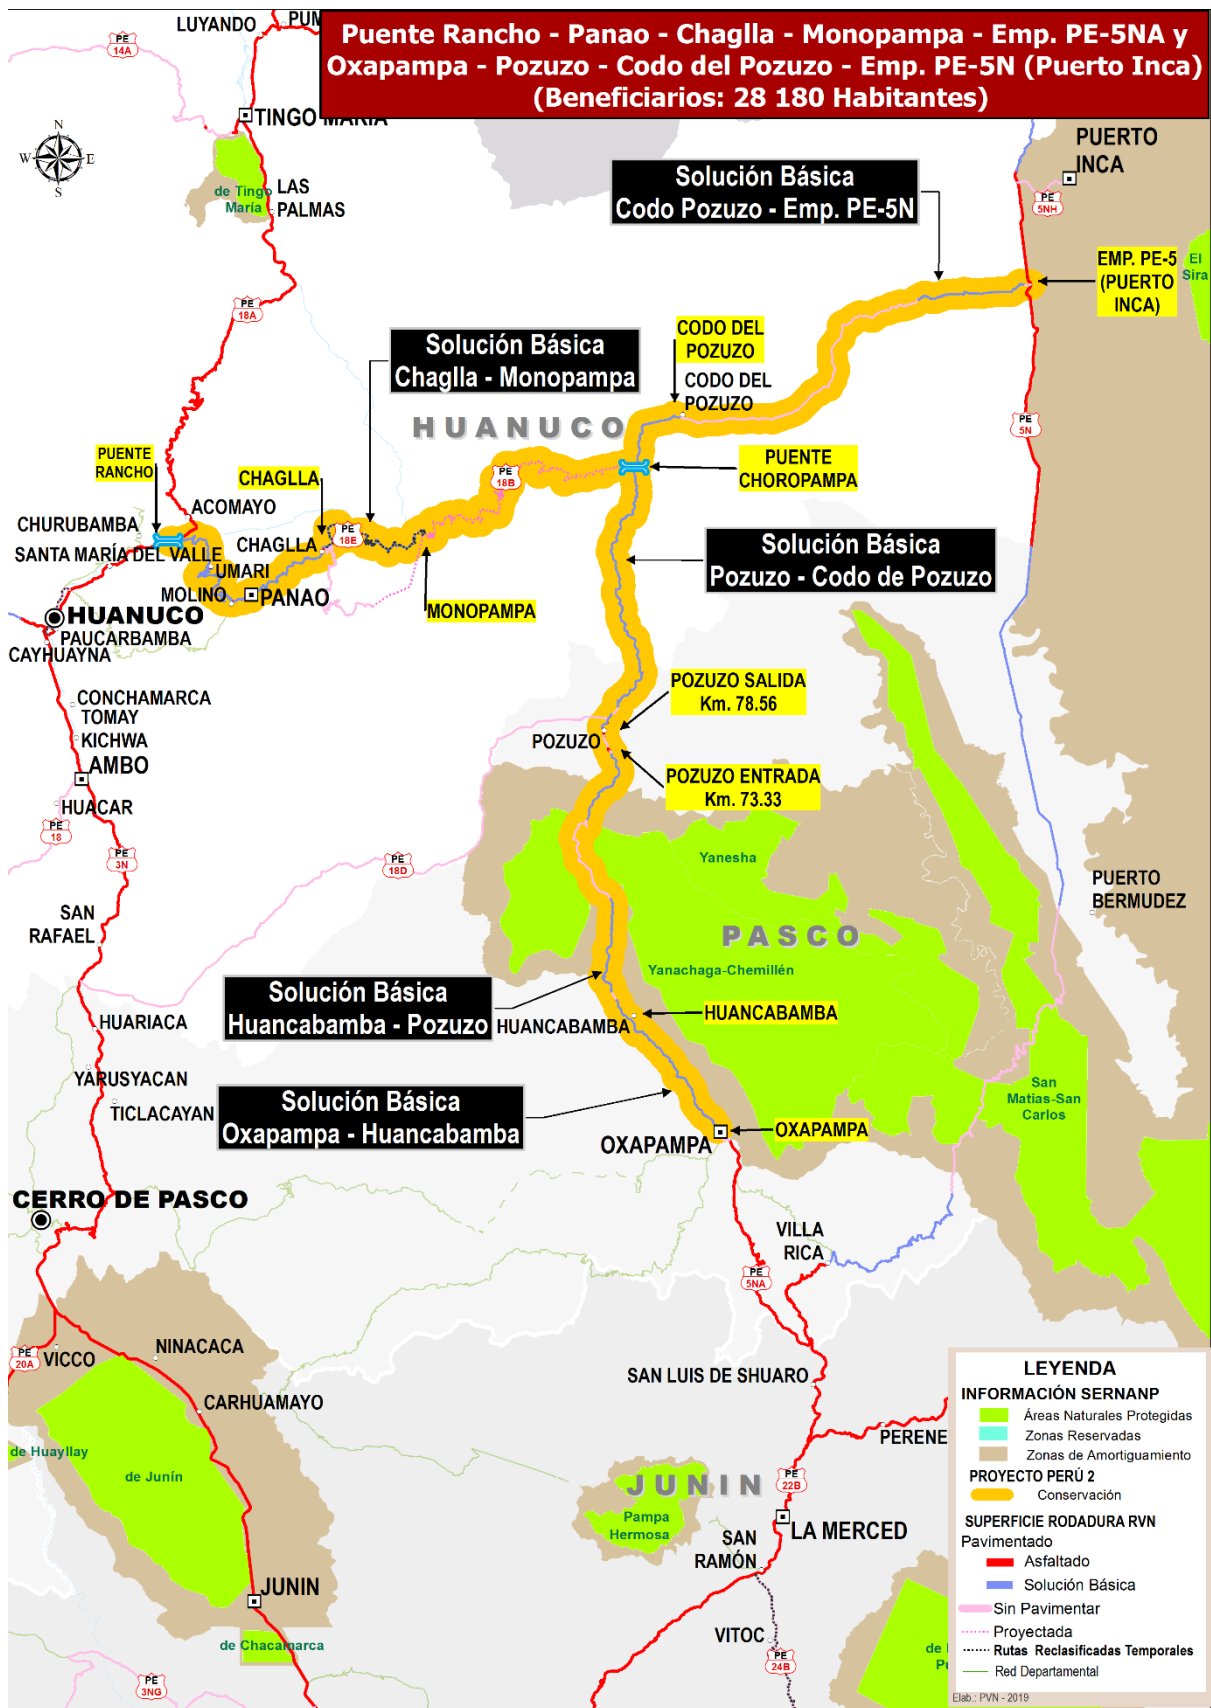 Puente Rancho - Panao - Chaglla - Monopampa - Emp. PE-5NA y
Oxapampa - Pozuzo - Codo del Pozuzo - Emp. PE-5N (Puerto Inca)
(Beneficiarios: 28 180 Habitantes)
LUYANDO
PE
14A
TINGO MARIA
N
W
E
S
de Tingo
María
LAS
PALMAS
PUERTO
INCA
PE
5NH
Solución Básica
Codo Pozuzo - Emp. PE-5N
EMP. PE-5
(PUERTO
INCA)
El
Sira
PE
18A
CODO DEL
POZUZO
CODO DEL
POZUZO
Solución Básica
Chaglla - Monopampa
HUANUCO
PE
5N
PUENTE
RANCHO
CHAGLLA
PE
18B
PUENTE
CHOROPAMPA
ACOMAYO
CHURUBAMBA
CHAGLLA
PE
18E
SANTA MARÍA DEL VALLE
UMARI
MOLINO
PANAO
MONOPAMPA
Solución Básica
Pozuzo - Codo de Pozuzo
HUANUCO
PAUCARBAMBA
CAYHUAYNA
CONCHAMARCA
TOMAY
KICHWA
AMBO
POZUZO SALIDA
Km. 78.56
POZUZO
POZUZO ENTRADA
Km. 73.33
HUACAR
PE
18
PE
3N
PE
18D
Yanesha
PUERTO
BERMUDEZ
SAN
RAFAEL
PASCO
Yanachaga-Chemillén
Solución Básica
Huancabamba - Pozuzo
HUANCABAMBA
HUANCABAMBA
HUARIACA
YARUSYACAN
TICLACAYAN
Solución Básica
Oxapampa - Huancabamba
San
Matias-San
Carlos
OXAPAMPA
OXAPAMPA
CERRO DE PASCO
VILLA
RICA
PE
5NA
PE
20A
VICCO
NINACACA
SAN LUIS DE SHUARO
CARHUAMAYO
PERENE
de Huayllay
de Junín
JUNIN
PE
22B
Pampa
Hermosa
LA MERCED
SAN
RAMÓN
JUNIN
de Chacamarca
VITOC
PE
24B
PE
3NG
LEYENDA
INFORMACIÓN SERNANP
Áreas Naturales Protegidas
Zonas Reservadas
Zonas de Amortiguamiento
PROYECTO PERÚ 2
Conservación
SUPERFICIE RODADURA RVN
Pavimentado
Asfaltado
Solución Básica
Sin Pavimentar
Proyectada
Rutas Reclasificadas Temporales
Red Departamental
Elab.: PVN - 2019